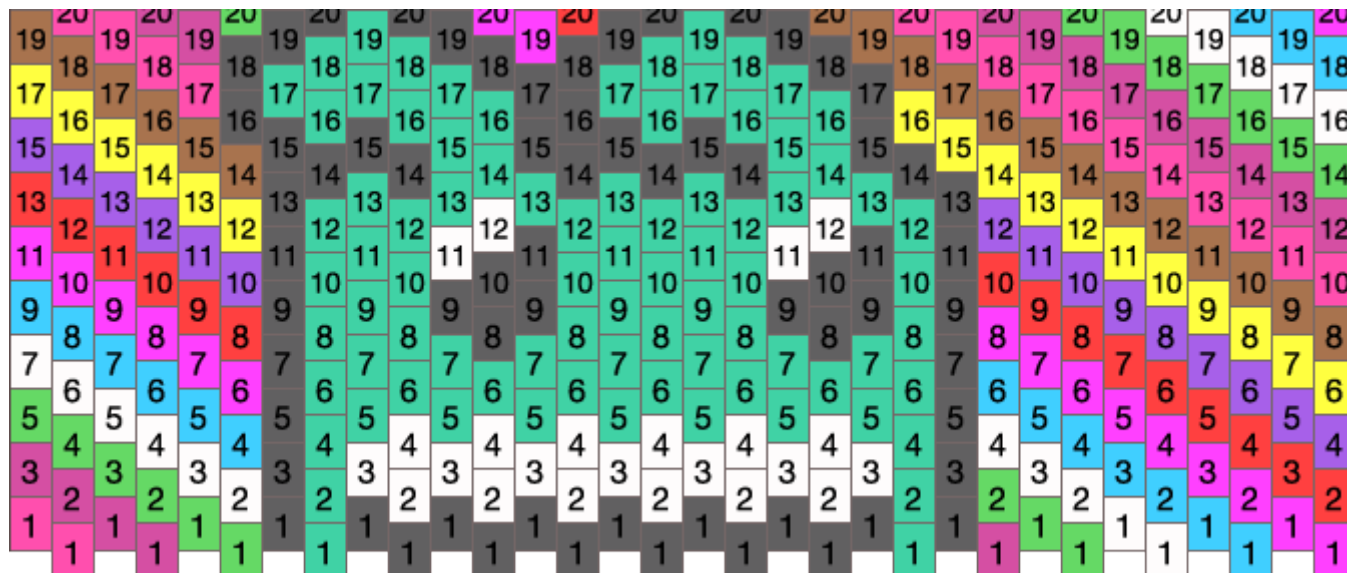 20 20 20 20 20 20 20 20 20 20 20 20 20 20 20 20
19 19 19 19 19 19 19 19 19 19 19 19 19 19 19 19
18 18 18 18 18 18 18 18 18 18 18 18 18 18 18 18
17 17 17 17 17 17 17 17 17 17 17 17 17 17 17 17
16 16 16 16 16 16 16 16 16 16 16 16 16 16 16 16
15 15 15 15 15 15 15 15 15 15 15 15 15 15 15 15
14 14 14 14 14 14 14 14 14 14 14 14 14 14 14 14
13 13 13 13 13 13 13 13 13 13 13 13 13 13 13 13
12 12 12 12 12 12 12 12 12 12 12 12 12 12 12 12
11 11 11 11 11 11 11 11 11 11 11 11 11 11 11 11
10 10 10 10 10 10 10 10 10 10 10 10 10 10 10 10
9 9 9 9 9 9 9 9 9 9 9 9 9 9 9 9
8 8 8 8 8 8 8 8 8 8 8 8 8 8 8 8
7 7 7 7 7 7 7 7 7 7 7 7 7 7 7 7
6 6 6 6 6 6 6 6 6 6 6 6 6 6 6 6
5 5 5 5 5 5 5 5 5 5 5 5 5 5 5 5
4 4 4 4 4 4 4 4 4 4 4 4 4 4 4 4
3 3 3 3 3 3 3 3 3 3 3 3 3 3 3 3
2 2 2 2 2 2 2 2 2 2 2 2 2 2 2 2
1 1 1 1 1 1 1 1 1 1 1 1 1 1 1 1
1 1 1 1 1 1 1 1 1 1 1 1 1 1 1 1